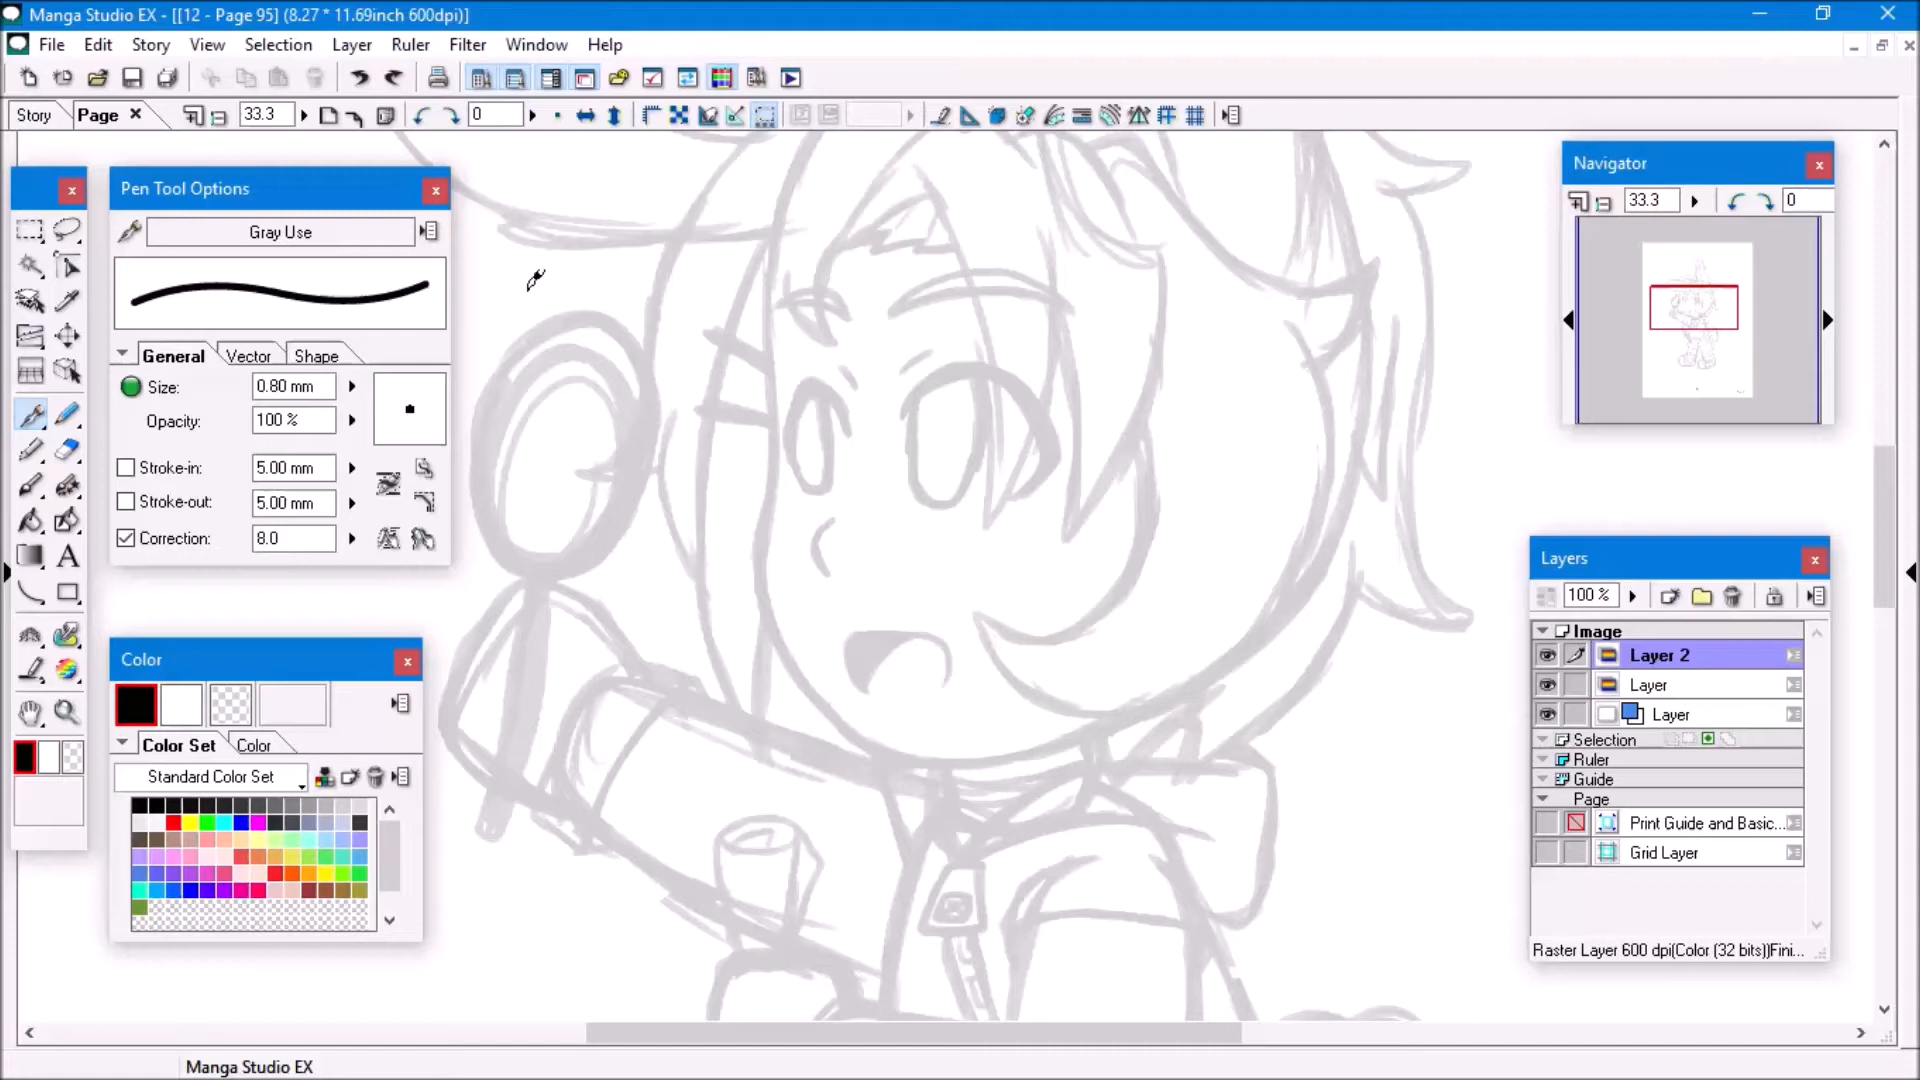 Manga Studio EX - [[12 - Page 95] (8.27 * 11.69inch 600dpi)]
File Edit Story View Selection Layer Ruler Filter Window Help
Story Page 33.3 0
Pen Tool Options
Gray Use
General Vector Shape
Size: 0.80 mm
Opacity: 100 %
Stroke-in: 5.00 mm
Stroke-out: 5.00 mm
Correction: 8.0
Color
Color Set Color
Standard Color Set
A
Navigator
33.3 0
Layers
100 %
Image
Layer 2
Layer
Layer
Selection
Ruler
Guide
Page
Print Guide and Basic...
Grid Layer
Raster Layer 600 dpi(Color (32 bits))Fini...
Manga Studio EX